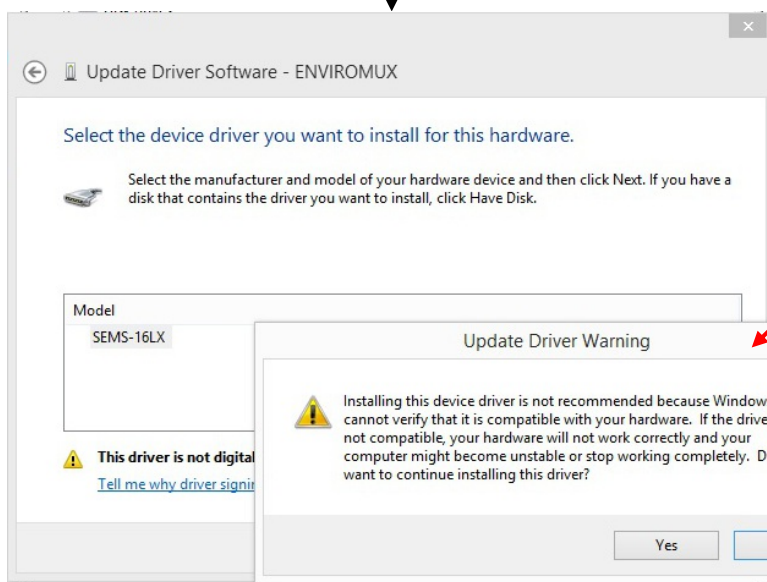 Update Driver Software - ENVIROMUX
Select the device driver you want to install for this hardware.
Select the manufacturer and model of your hardware device and then click Next. If you have a
disk that contains the driver you want to install, click Have Disk.
Model
SEMS-16LX
Update Driver Warning
Installing this device driver is not recommended because Window
cannot verify that it is compatible with your hardware. If the drive
not compatible, your hardware will not work correctly and your
computer might become unstable or stop working completely. D
want to continue installing this driver?
This driver is not digital
Tell me why driver signin
Yes